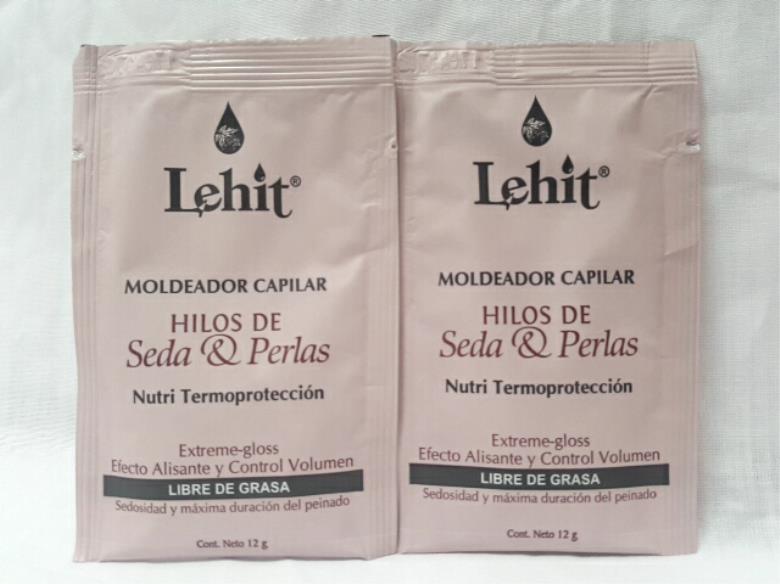 Lehit®
MOLDEADOR CAPILAR
HILOS DE
Seda & Perlas
Nutri Termoprotección
Extreme-gloss
Efecto Alisante y Control Volumen
LIBRE DE GRASA
Sedosidad y máxima duración del peinado
Cont. Neto 12 g
Lehit®
MOLDEADOR CAPILAR
HILOS DE
Seda & Perlas
Nutri Termoprotección
Extreme-gloss
Efecto Alisante y Control Volumen
LIBRE DE GRASA
Sedosidad y máxima duración del peinado
Cont. Neto 12 g